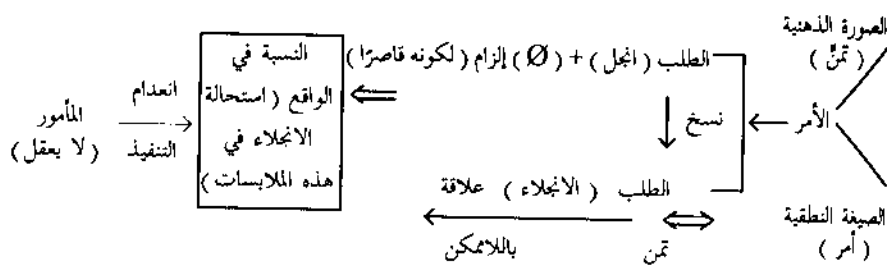 الصورة الذهنية
(تمنٍّ)
الأمر
الصيغة النطقية
(أمر)
الطلب (انجل) + (Ø) إلزام (لكونه قاصرًا)
نسخ
الطلب (الانجلاء) علاقة
تمن باللاممكن
النسبة في
الواقع (استحالة
الانجلاء في
هذه الملابسات)
انعدام
التنفيذ
المأمور
(لا يعقل)